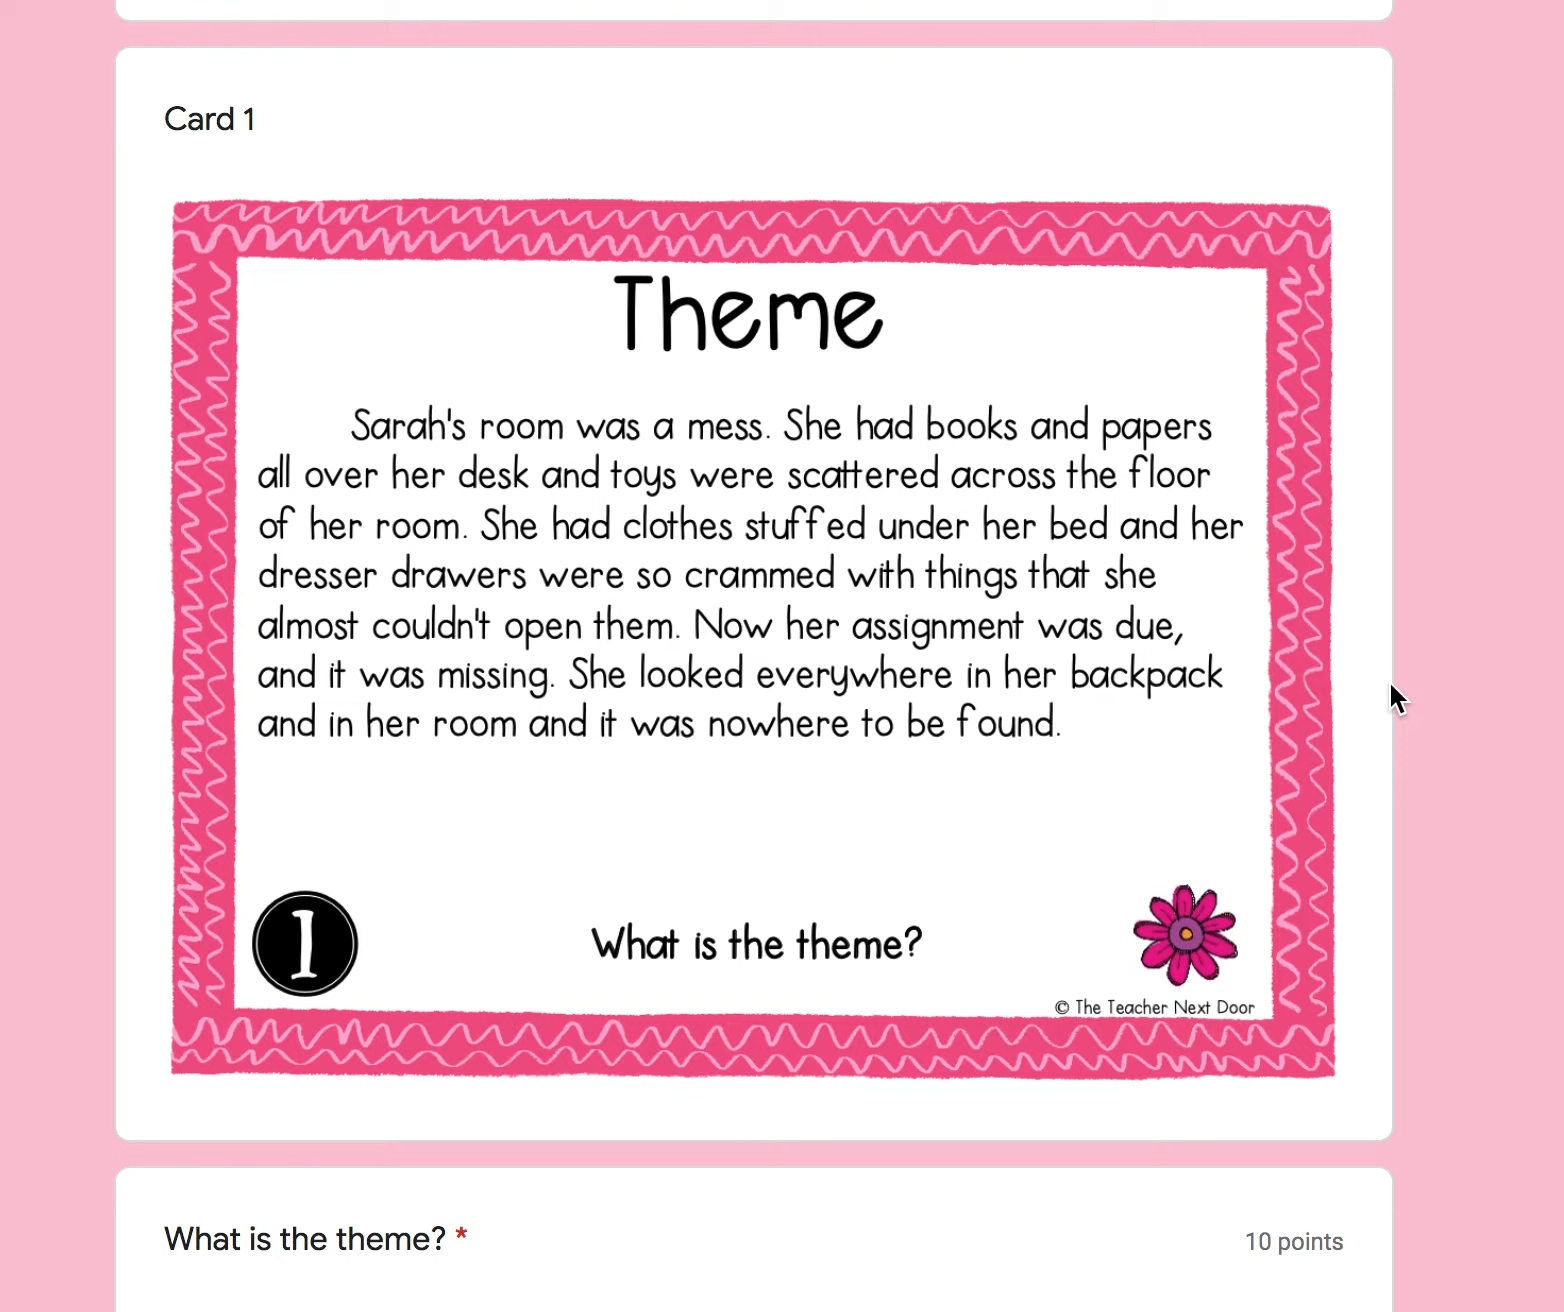 Card 1
Theme
Sarah's room was a mess. She had books and papers
all over her desk and toys were scattered across the floor
of her room. She had clothes stuffed under her bed and her
dresser drawers were so crammed with things that she
almost couldn't open them. Now her assignment was due,
and it was missing. She looked everywhere in her backpack
and in her room and it was nowhere to be found.
1
What is the theme?
© The Teacher Next Door
What is the theme? *
10 points